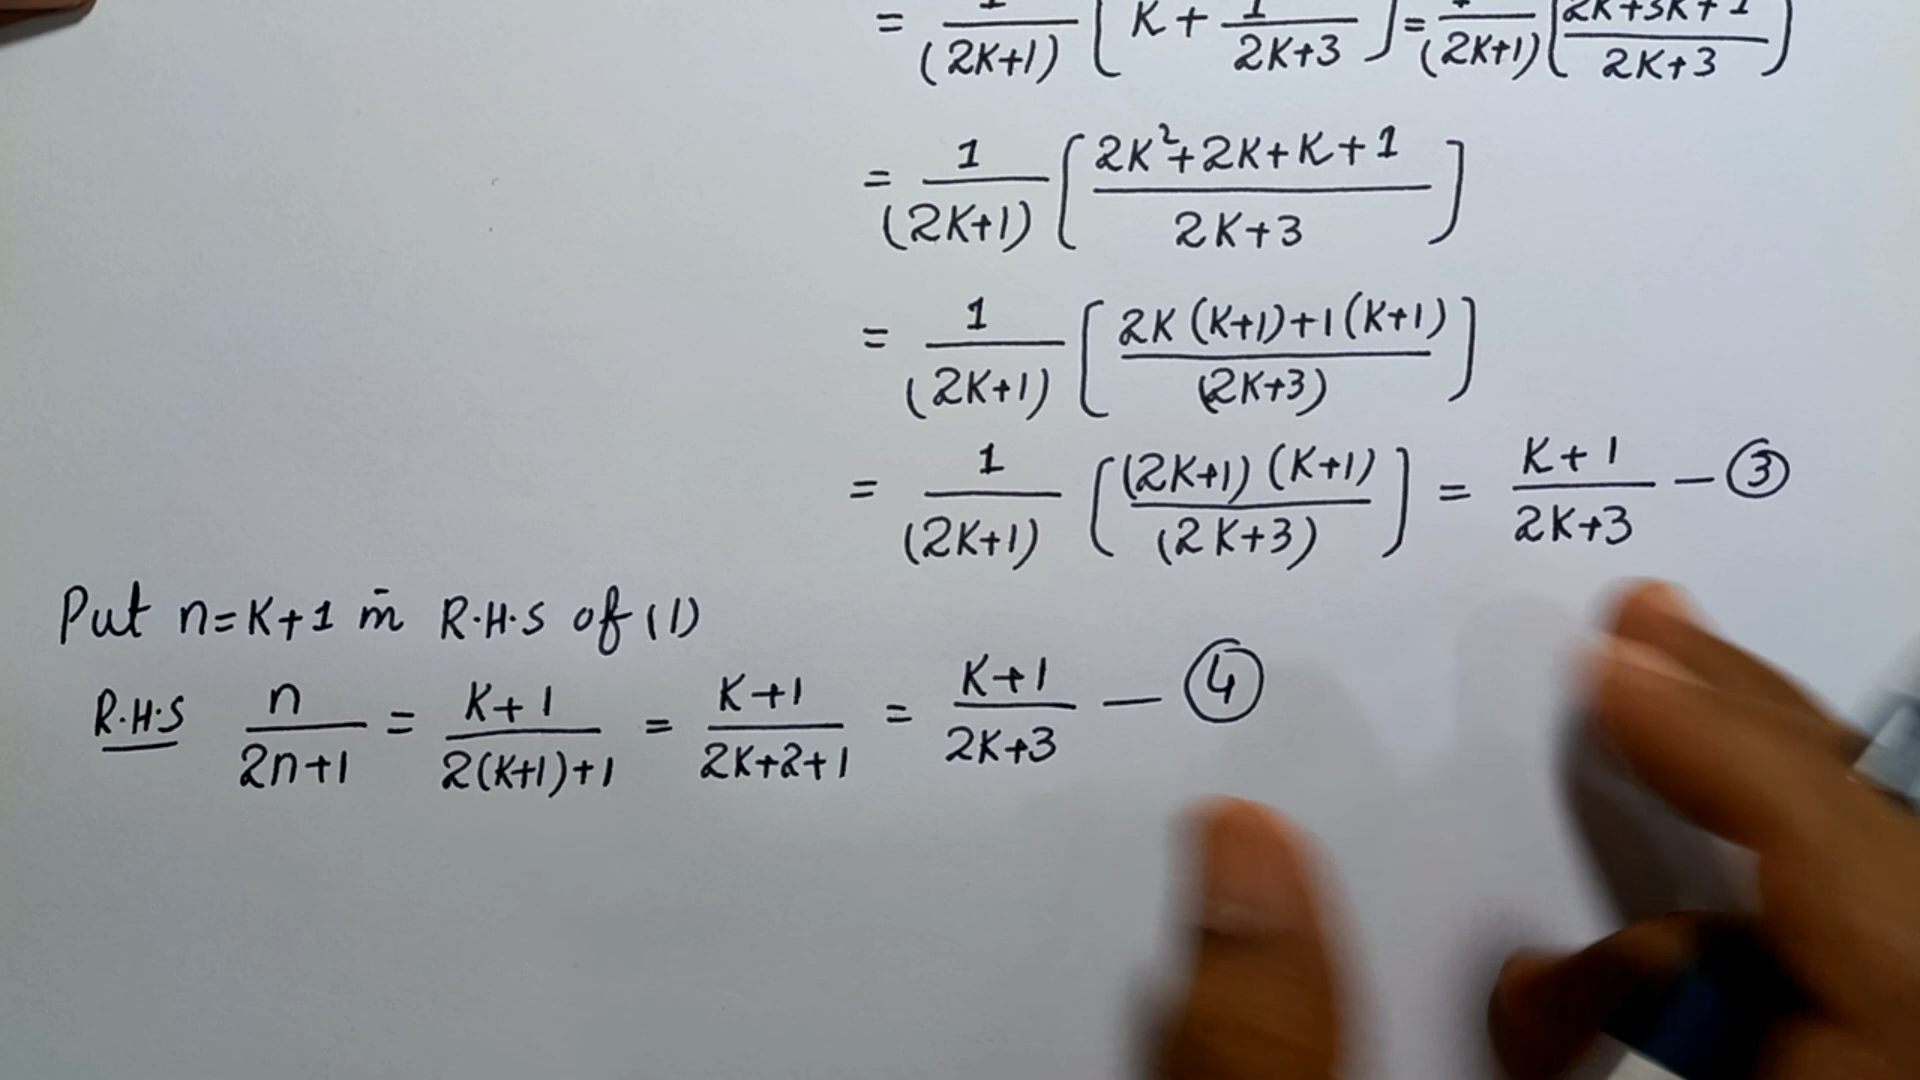 = 1/(2K+1) [K + 1/2K+3] = 1/(2K+1) [2K+3K+1/2K+3]
= 1/(2K+1) [2K²+2K+K+1/2K+3]
= 1/(2K+1) [2K(K+1)+1(K+1)/(2K+3)]
= 1/(2K+1) [(2K+1)(K+1)/(2K+3)] = K+1/2K+3 - ③
Put n=K+1 in R.H.S of (1)
R.H.S n/2n+1 = K+1/2(K+1)+1 = K+1/2K+2+1 = K+1/2K+3 — ④